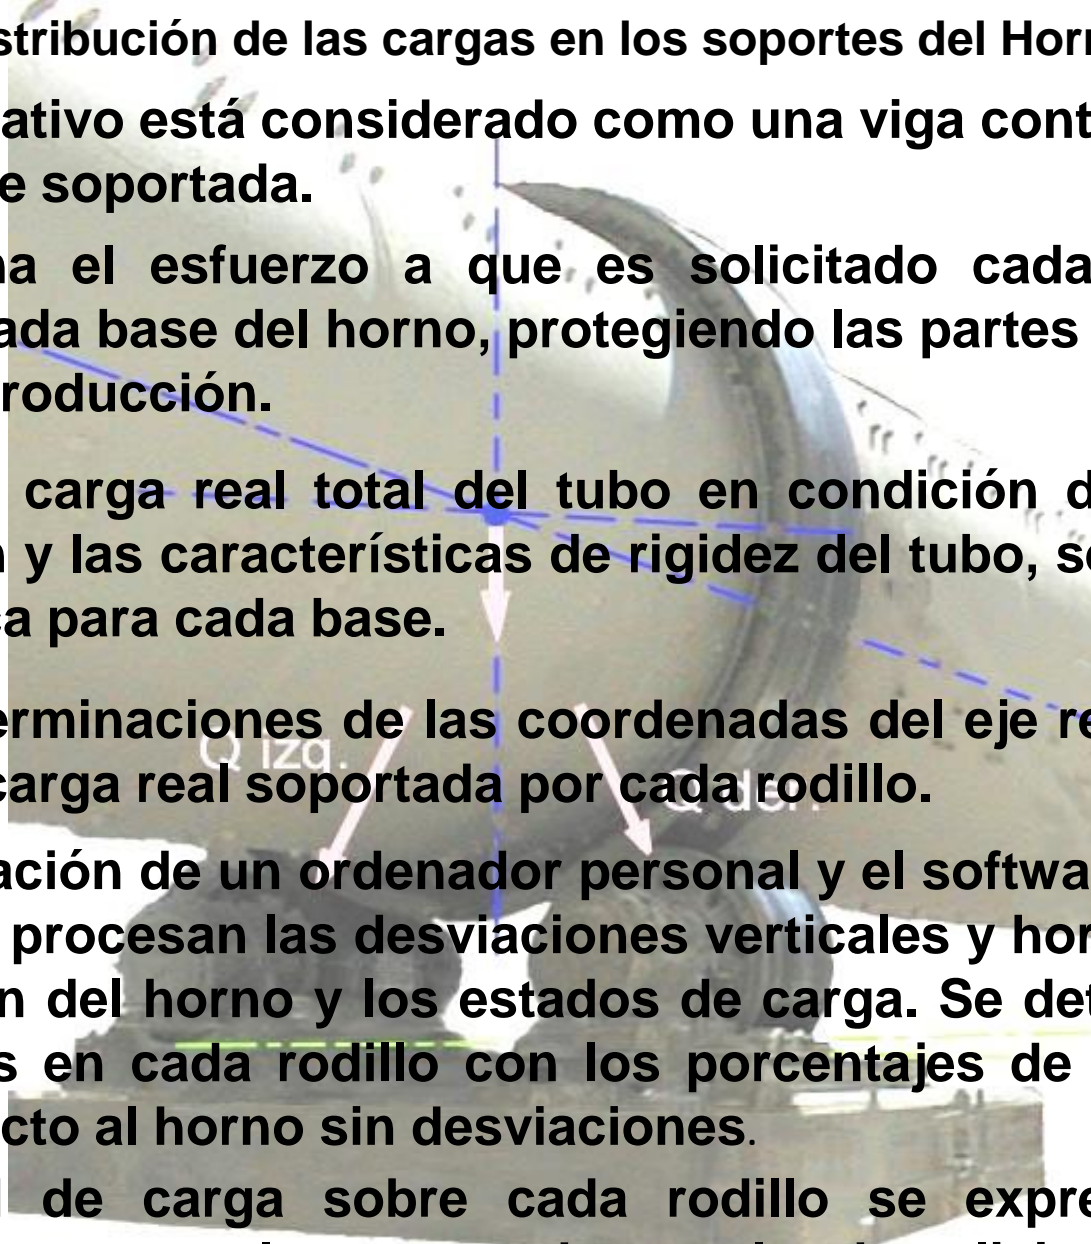 stribución de las cargas en los soportes del Horn
ativo está considerado como una viga cont
e soportada.
na el esfuerzo a que es solicitado cada
ada base del horno, protegiendo las partes
roducción.
carga real total del tubo en condición d
n y las características de rigidez del tubo, se
ca para cada base.
erminaciones de las coordenadas del eje re
Q izq.
carga real soportada por cada rodillo.
Q der.
ación de un ordenador personal y el softwa
procesan las desviaciones verticales y hor
n del horno y los estados de carga. Se det
s en cada rodillo con los porcentajes de
cto al horno sin desviaciones.
de carga sobre cada rodillo se expre